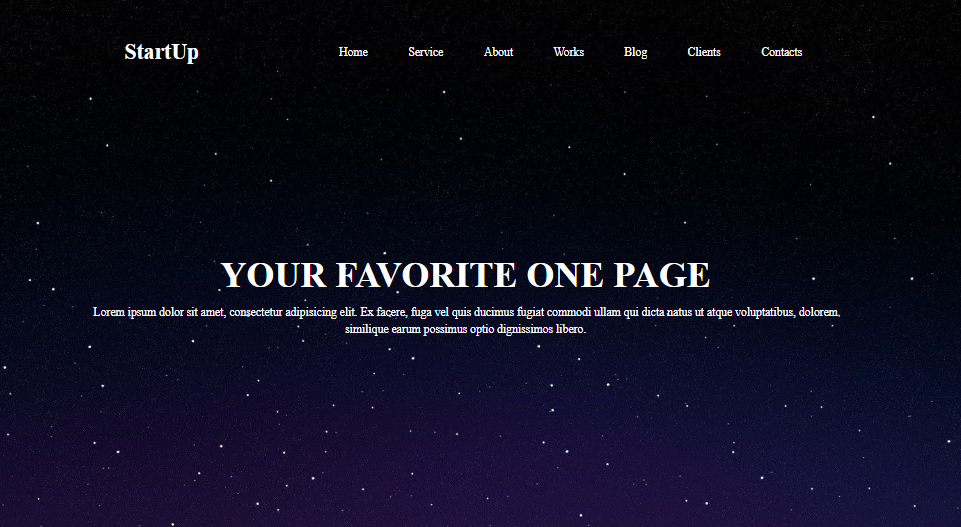 StartUp
Home Service About Works Blog Clients Contacts
YOUR FAVORITE ONE PAGE
Lorem ipsum dolor sit amet, consectetur adipisicing elit. Ex facere, fuga vel quis ducimus fugiat commodi ullam qui dicta natus ut atque voluptatibus, dolorem,
similique earum possimus optio dignissimos libero.